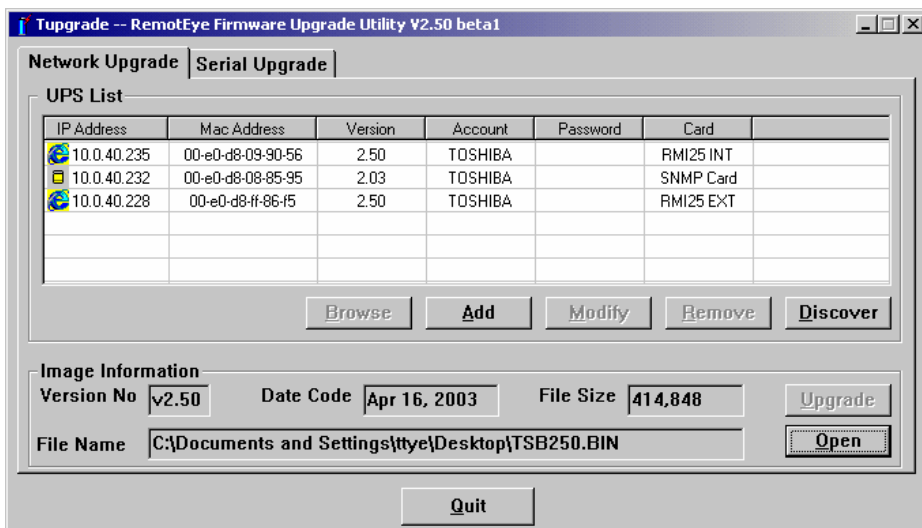 Tupgrade -- RemotEye Firmware Upgrade Utility V2.50 beta1
Network Upgrade Serial Upgrade
UPS List
IP Address Mac Address Version Account Password Card
10.0.40.235 00-e0-d8-09-90-56 2.50 TOSHIBA RMI25 INT
10.0.40.232 00-e0-d8-08-85-95 2.03 TOSHIBA SNMP Card
10.0.40.228 00-e0-d8-ff-86-f5 2.50 TOSHIBA RMI25 EXT
Browse Add Modify Remove Discover
Image Information
Version No v2.50 Date Code Apr 16, 2003 File Size 414,848 Upgrade
File Name C:\Documents and Settings\ttye\Desktop\TSB250.BIN Open
Quit